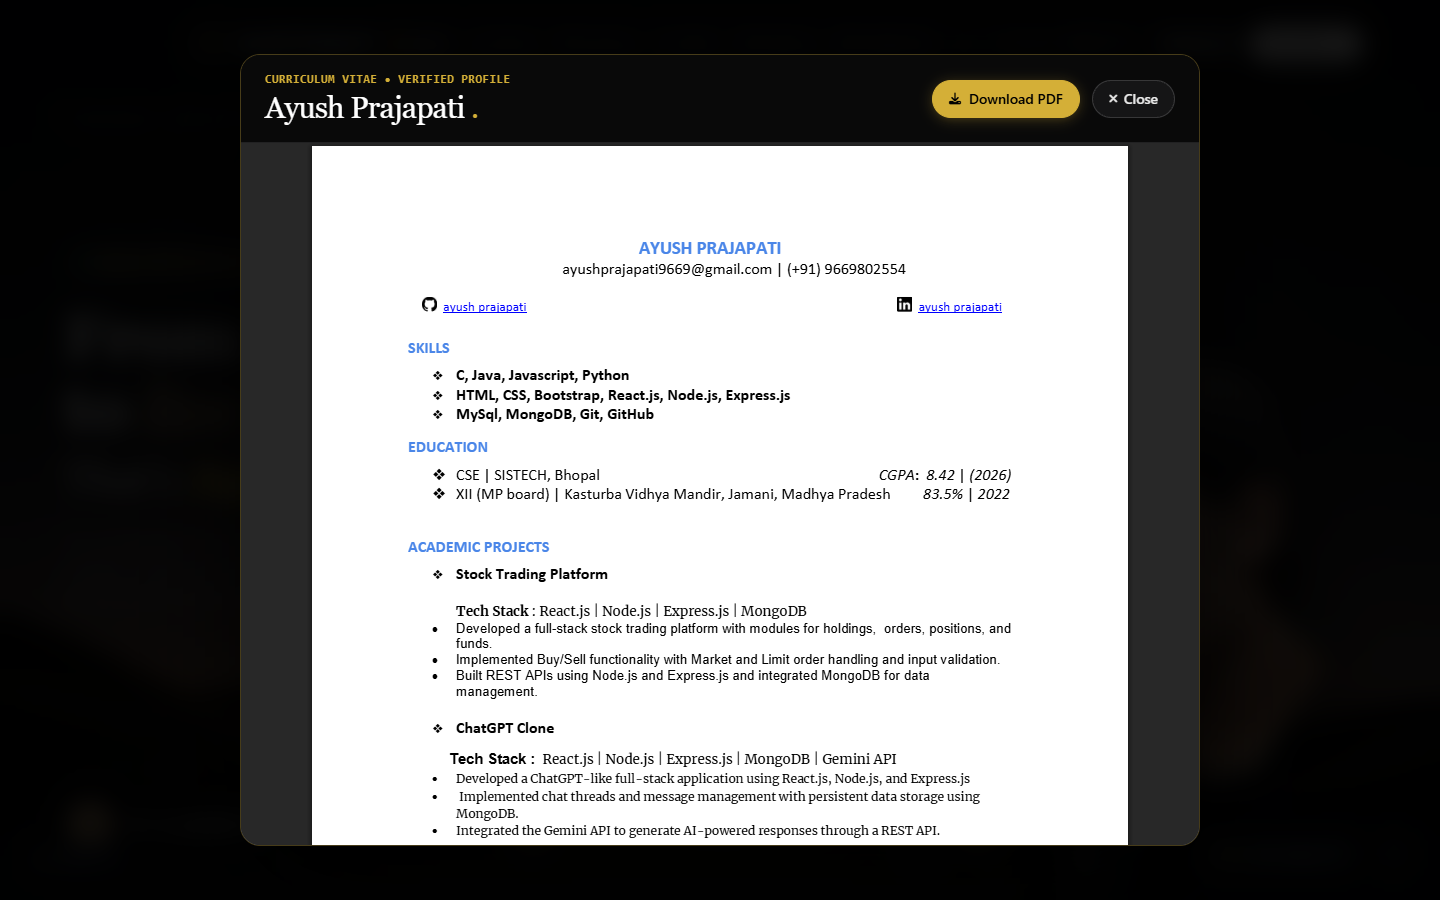 CURRICULUM VITAE • VERIFIED PROFILE
Ayush Prajapati .
Download PDF
✕ Close
AYUSH PRAJAPATI
ayushprajapati9669@gmail.com | (+91) 9669802554
ayush prajapati
ayush prajapati
SKILLS
❖ C, Java, Javascript, Python
❖ HTML, CSS, Bootstrap, React.js, Node.js, Express.js
❖ MySql, MongoDB, Git, GitHub
EDUCATION
❖ CSE | SISTECH, Bhopal CGPA: 8.42 | (2026)
❖ XII (MP board) | Kasturba Vidhya Mandir, Jamani, Madhya Pradesh 83.5% | 2022
ACADEMIC PROJECTS
❖ Stock Trading Platform
Tech Stack : React.js | Node.js | Express.js | MongoDB
• Developed a full-stack stock trading platform with modules for holdings, orders, positions, and
funds.
• Implemented Buy/Sell functionality with Market and Limit order handling and input validation.
• Built REST APIs using Node.js and Express.js and integrated MongoDB for data
management.
❖ ChatGPT Clone
Tech Stack : React.js | Node.js | Express.js | MongoDB | Gemini API
• Developed a ChatGPT-like full-stack application using React.js, Node.js, and Express.js
• Implemented chat threads and message management with persistent data storage using
MongoDB.
• Integrated the Gemini API to generate AI-powered responses through a REST API.